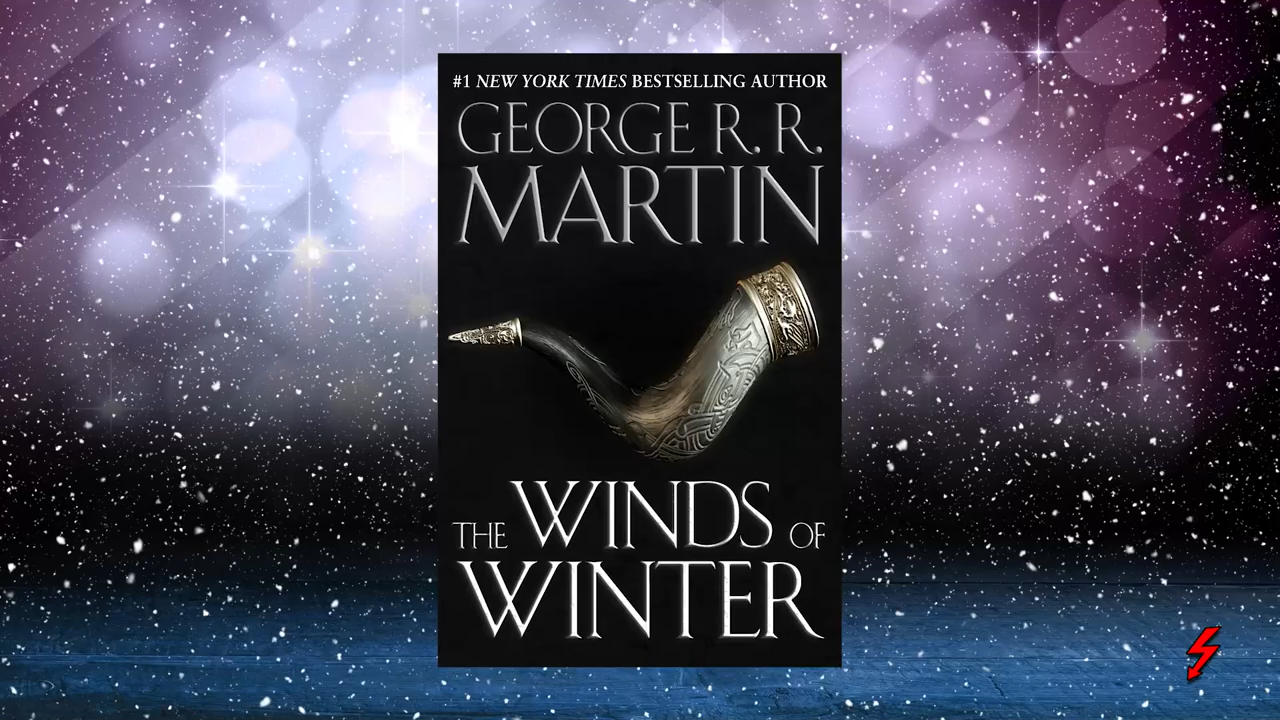 #1 NEW YORK TIMES BESTSELLING AUTHOR
GEORGE R. R.
MARTIN
THE WINDS OF
WINTER